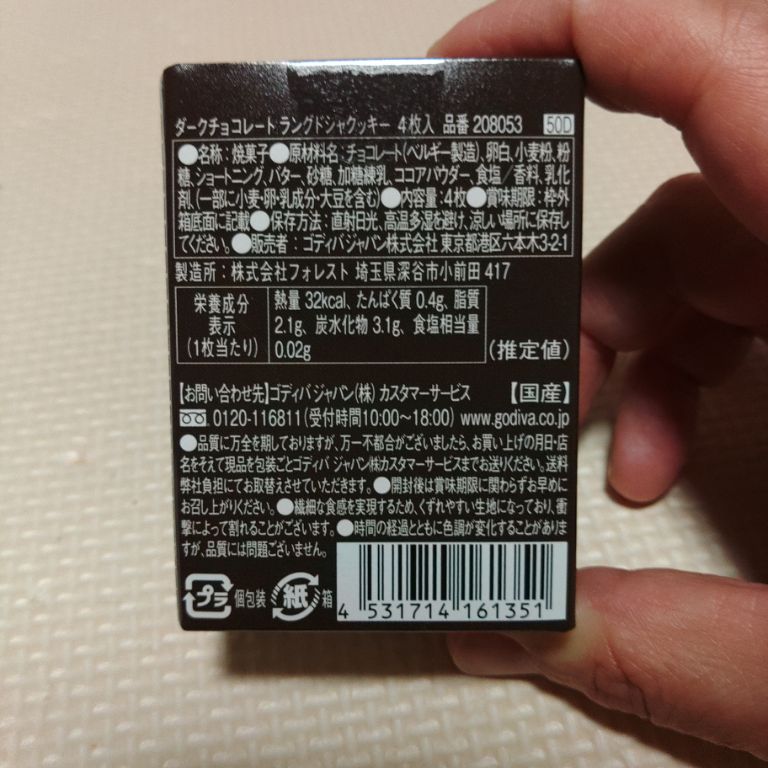 ダークチョコレート ラングドシャクッキー 4枚入 品番 208053 50D
●名称：焼菓子●原材料名：チョコレート(ベルギー製造)、卵白、小麦粉、粉
糖、ショートニング、バター、砂糖、加糖練乳、ココアパウダー、食塩／香料、乳化
剤、(一部に小麦・卵・乳成分・大豆を含む)●内容量：4枚●賞味期限：枠外
箱底面に記載●保存方法：直射日光、高温多湿を避け、涼しい場所に保存し
てください。●販売者：ゴディバジャパン株式会社 東京都港区六本木3-2-1
製造所：株式会社フォレスト 埼玉県深谷市小前田 417
栄養成分
表示
(1枚当たり)
熱量 32kcal、たんぱく質 0.4g、脂質
2.1g、炭水化物 3.1g、食塩相当量
0.02g
(推定値)
【お問い合わせ先】ゴディバ ジャパン(株) カスタマーサービス 【国産】
0120-116811(受付時間10:00～18:00) www.godiva.co.jp
●品質に万全を期しておりますが、万一不都合がございましたら、お買い上げの月日・店
名をそえて現品を包装ごとゴディバ ジャパン㈱カスタマーサービスまでお送りください。送料
弊社負担にてお取替えさせていただきます。●開封後は賞味期限に関わらずお早めに
お召し上がりください。●繊細な食感を実現するため、くずれやすい生地になっており、衝
撃によって割れることがございます。●時間の経過とともに色調が変化することがありま
すが、品質には問題ございません。
プラ 個包装 紙 箱
4 531714 161351